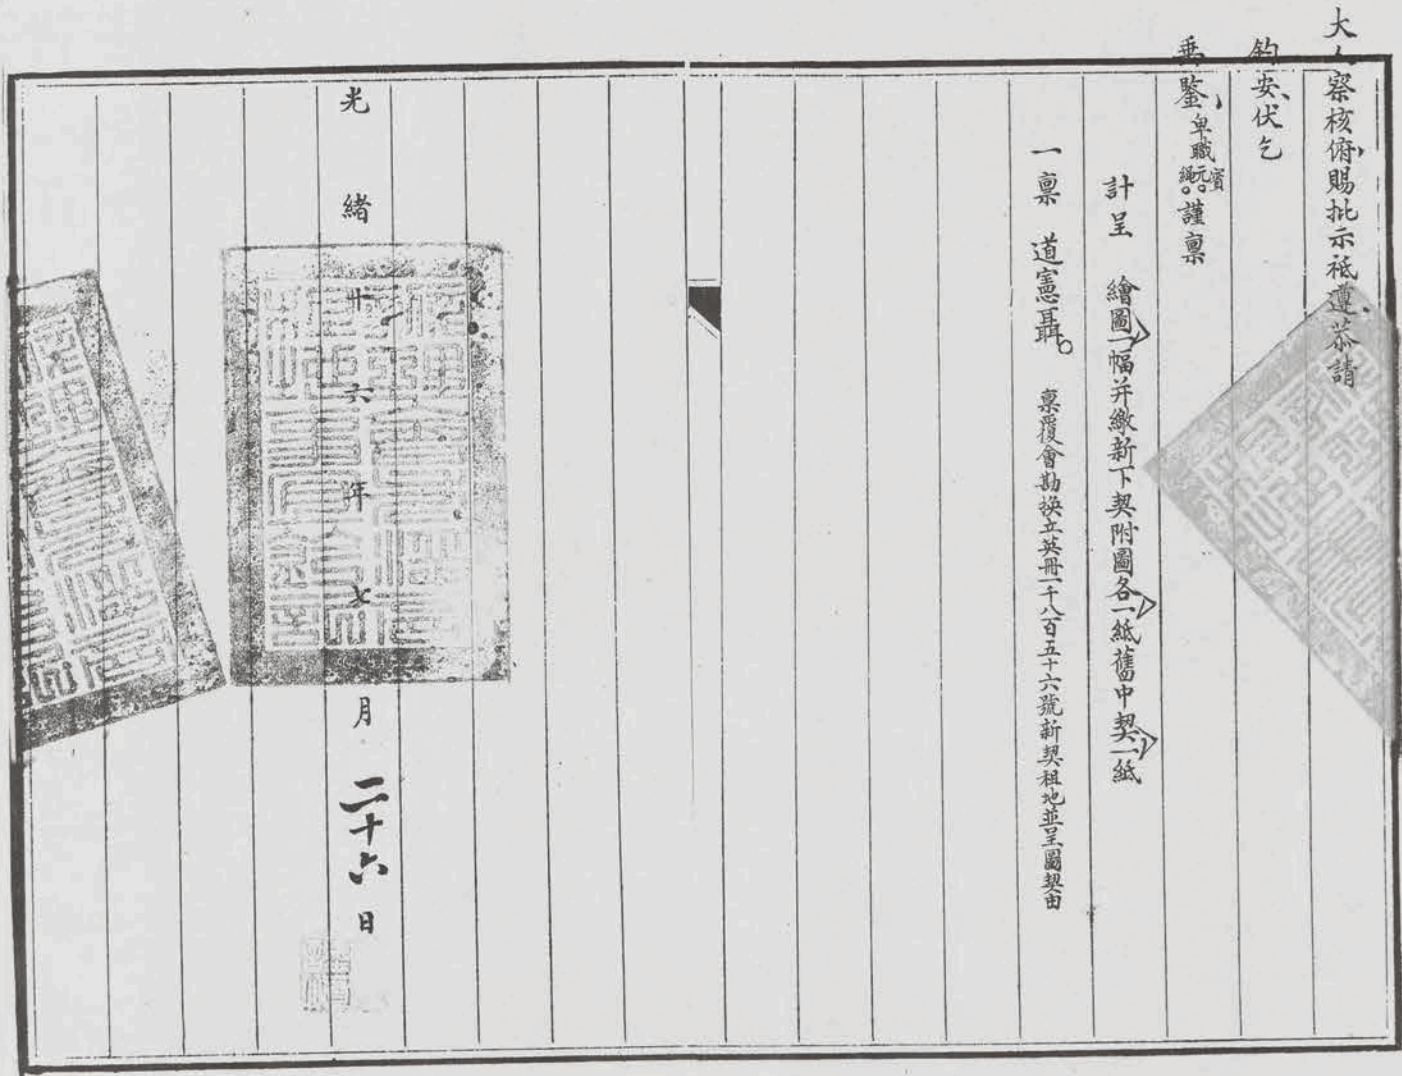 大人察核俯賜批示祗遵恭請
鈞安伏乞
垂鑒卑職寶元繩謹稟
計呈 繪圖一幅并繳新下契附圖各一紙舊中契一紙
一稟 道憲聶 稟覆會勘換立英冊一千八百五十六號新契租地並呈圖契由
光緒卄六年七月二十六日